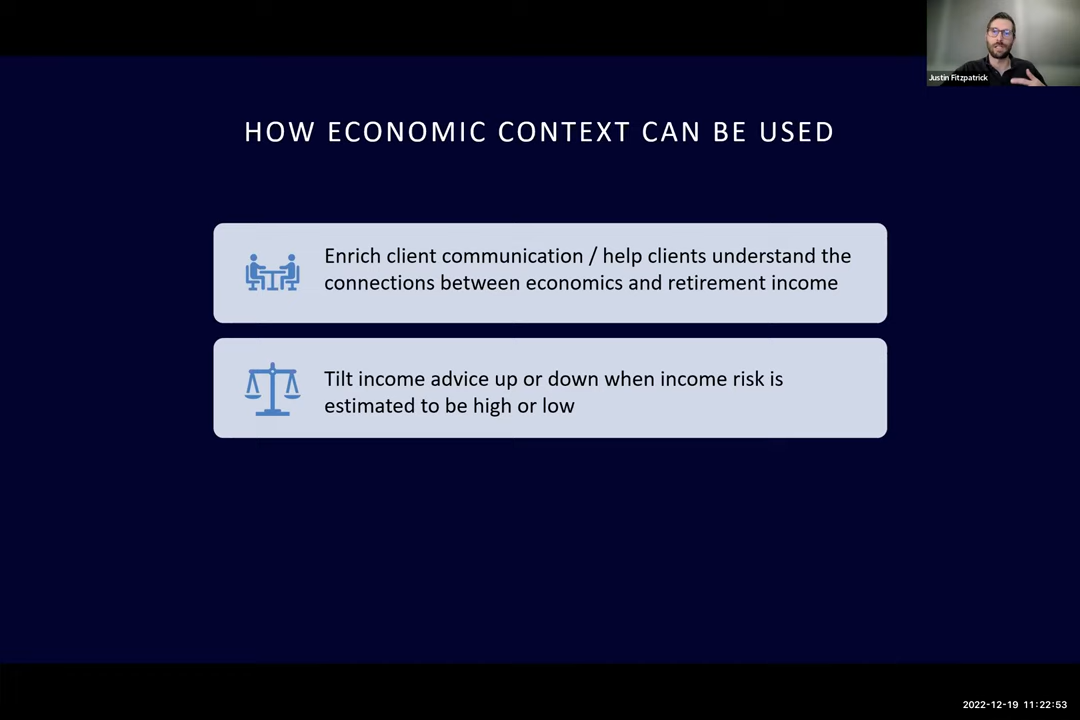 Justin Fitzpatrick
HOW ECONOMIC CONTEXT CAN BE USED
Enrich client communication / help clients understand the
connections between economics and retirement income
Tilt income advice up or down when income risk is
estimated to be high or low
2022-12-19 11:22:53